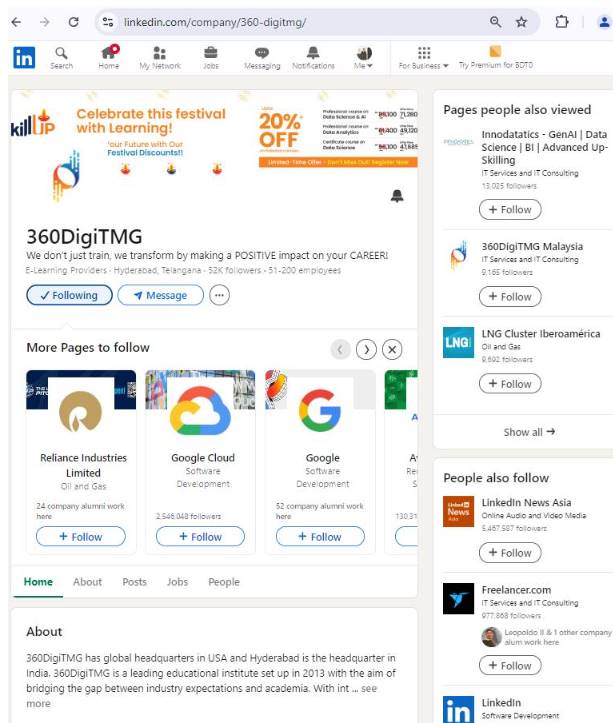 linkedin.com/company/360-digitmg/
in
Search
Home
My Network
Jobs
Messaging
Notifications
Me
For Business
Try Premium for BDT0
killUP
Celebrate this festival
with Learning!
'our Future with Our
Festival Discounts!!
20%
OFF
Professional course on
Data Science & AI
71,280
Professional course on
Data Analytics
49,120
Certificate course on
Data Science
Limited-Time Offer - Don't Miss Out! Register Now
360DigiTMG
We don't just train, we transform by making a POSITIVE impact on your CAREER!
E-Learning Providers · Hyderabad, Telangana · 52K followers · 51-200 employees
Following
Message
More Pages to follow
Reliance Industries
Limited
Oil and Gas
24 company alumni work
here
+ Follow
Google Cloud
Software
Development
2,546,048 followers
+ Follow
Google
Software
Development
52 company alumni work
here
+ Follow
130,31
Home
About
Posts
Jobs
People
About
360DigiTMG has global headquarters in USA and Hyderabad is the headquarter in
India. 360DigiTMG is a leading educational institute set up in 2013 with the aim of
bridging the gap between industry expectations and academia. With int ... see
more
Pages people also viewed
Innodatatics - GenAI | Data
Science | BI | Advanced Up-
Skilling
IT Services and IT Consulting
13,025 followers
+ Follow
360DigiTMG Malaysia
IT Services and IT Consulting
9,165 followers
+ Follow
LNG
LNG Cluster Iberoamérica
Oil and Gas
9,692 followers
+ Follow
Show all →
People also follow
LinkedIn
News
Asia
LinkedIn News Asia
Online Audio and Video Media
5,467,587 followers
+ Follow
Freelancer.com
IT Services and IT Consulting
977,868 followers
Leopoldo II & 1 other company
alum work here
+ Follow
in
LinkedIn
Software Development